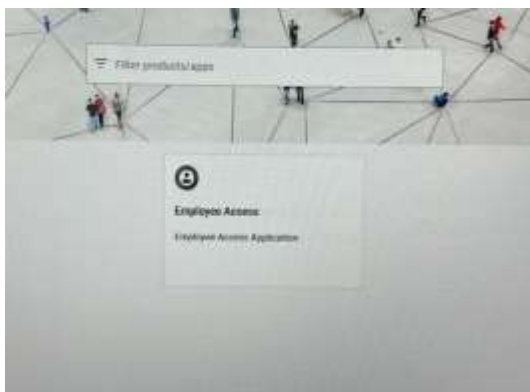 Filter products/apps
Employee Access
Employee Access Application